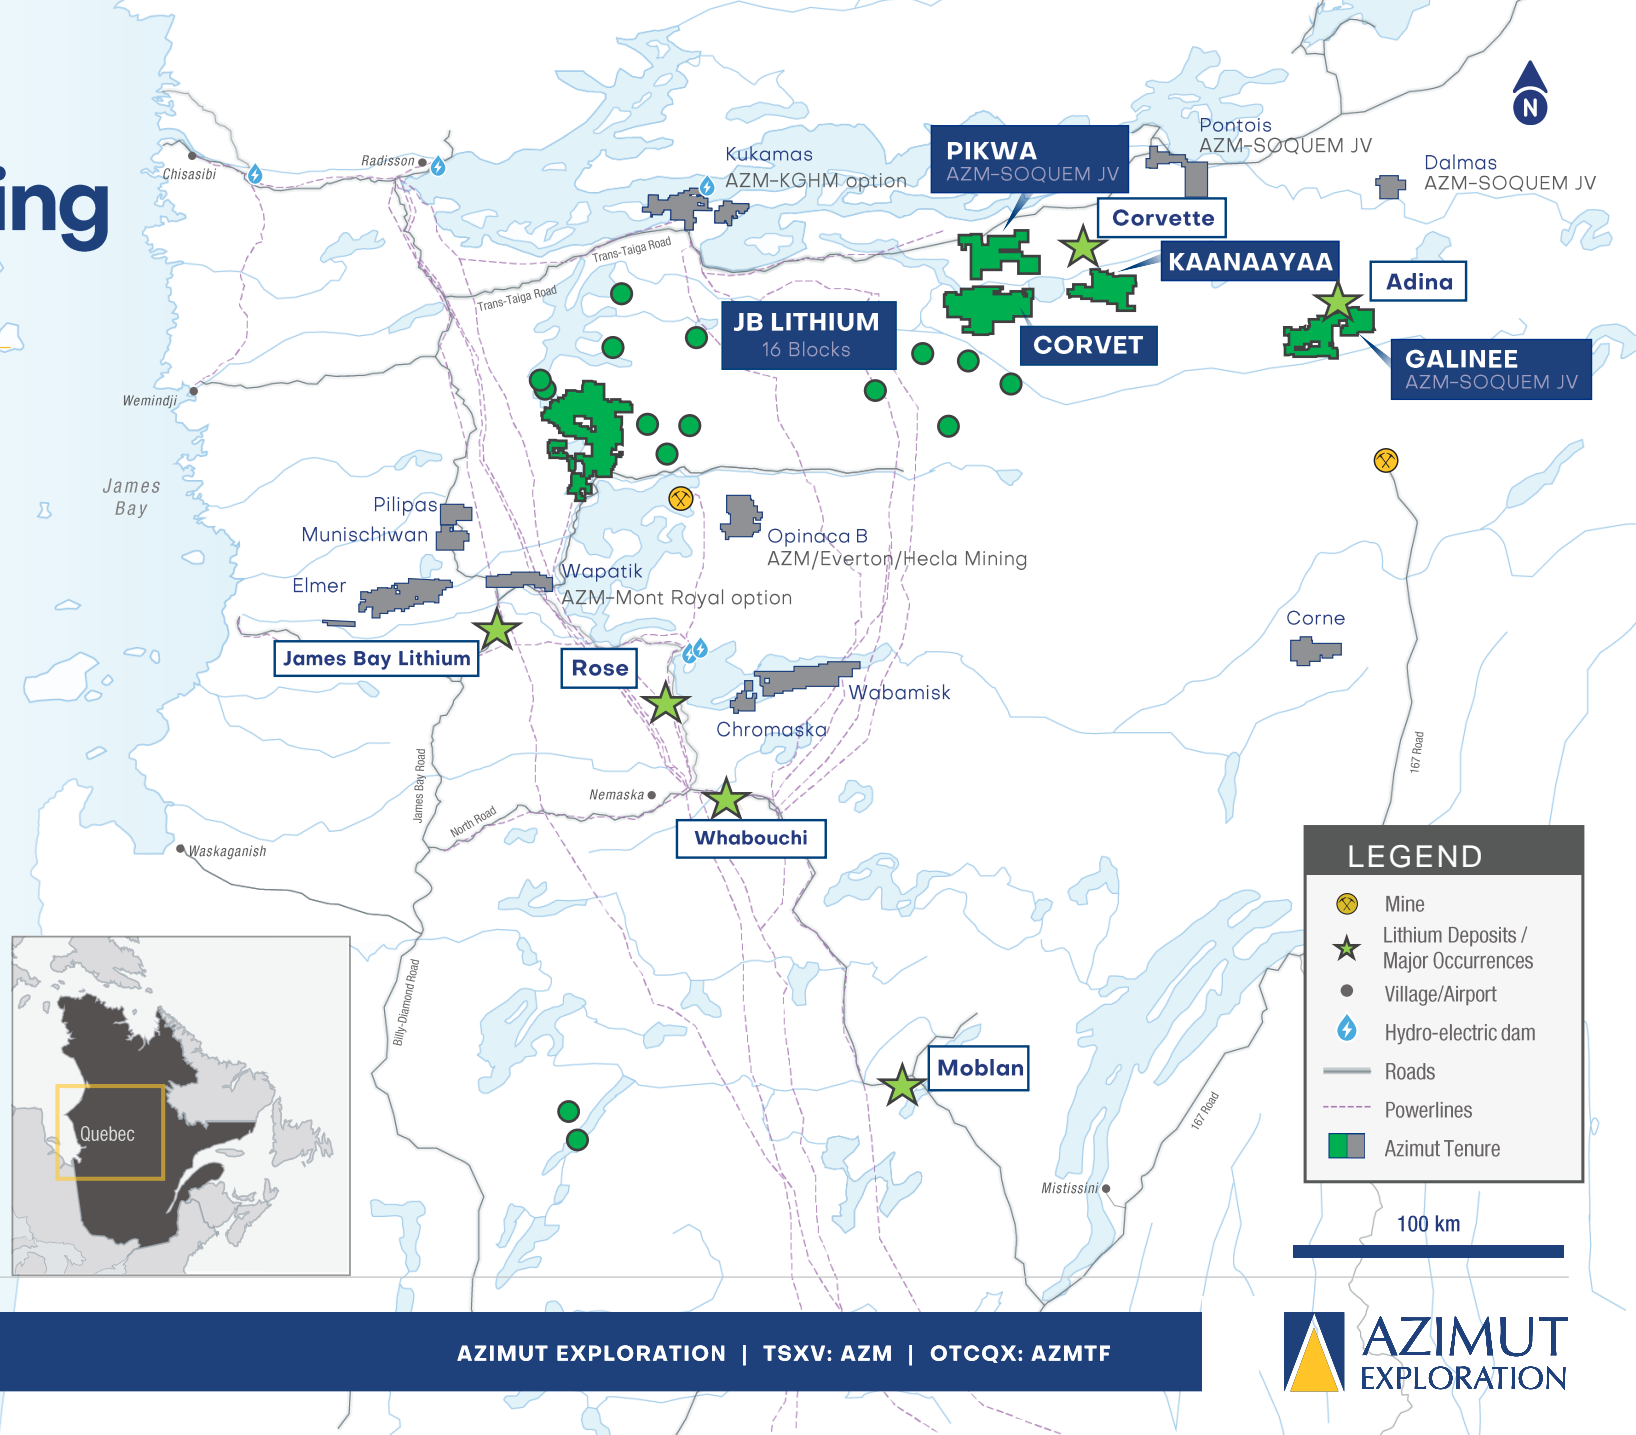 ing
N
Pontois
AZM-SOQUEM JV
Dalmas
AZM-SOQUEM JV
Kukamas
AZM-KGHM option
PIKWA
AZM-SOQUEM JV
Radisson
Chisasibi
Corvette
Trans-Taiga Road
KAANAAYAA
Adina
Trans-Taiga Road
JB LITHIUM
16 Blocks
CORVET
GALINEE
AZM-SOQUEM JV
Wemindji
James
Bay
Pilipas
Munischiwan
Opinaca B
AZM/Everton/Hecla Mining
Elmer
Wapatik
AZM-Mont Royal option
Corne
James Bay Lithium
Rose
Wabamisk
Chromaska
167 Road
James Bay Road
Nemaska
North Road
Whabouchi
Waskaganish
LEGEND
Mine
Lithium Deposits /
Major Occurrences
Village/Airport
Hydro-electric dam
Roads
Powerlines
Azimut Tenure
Billy-Diamond Road
Moblan
Quebec
167 Road
Mistissini
100 km
AZIMUT EXPLORATION | TSXV: AZM | OTCQX: AZMTF
AZIMUT
EXPLORATION